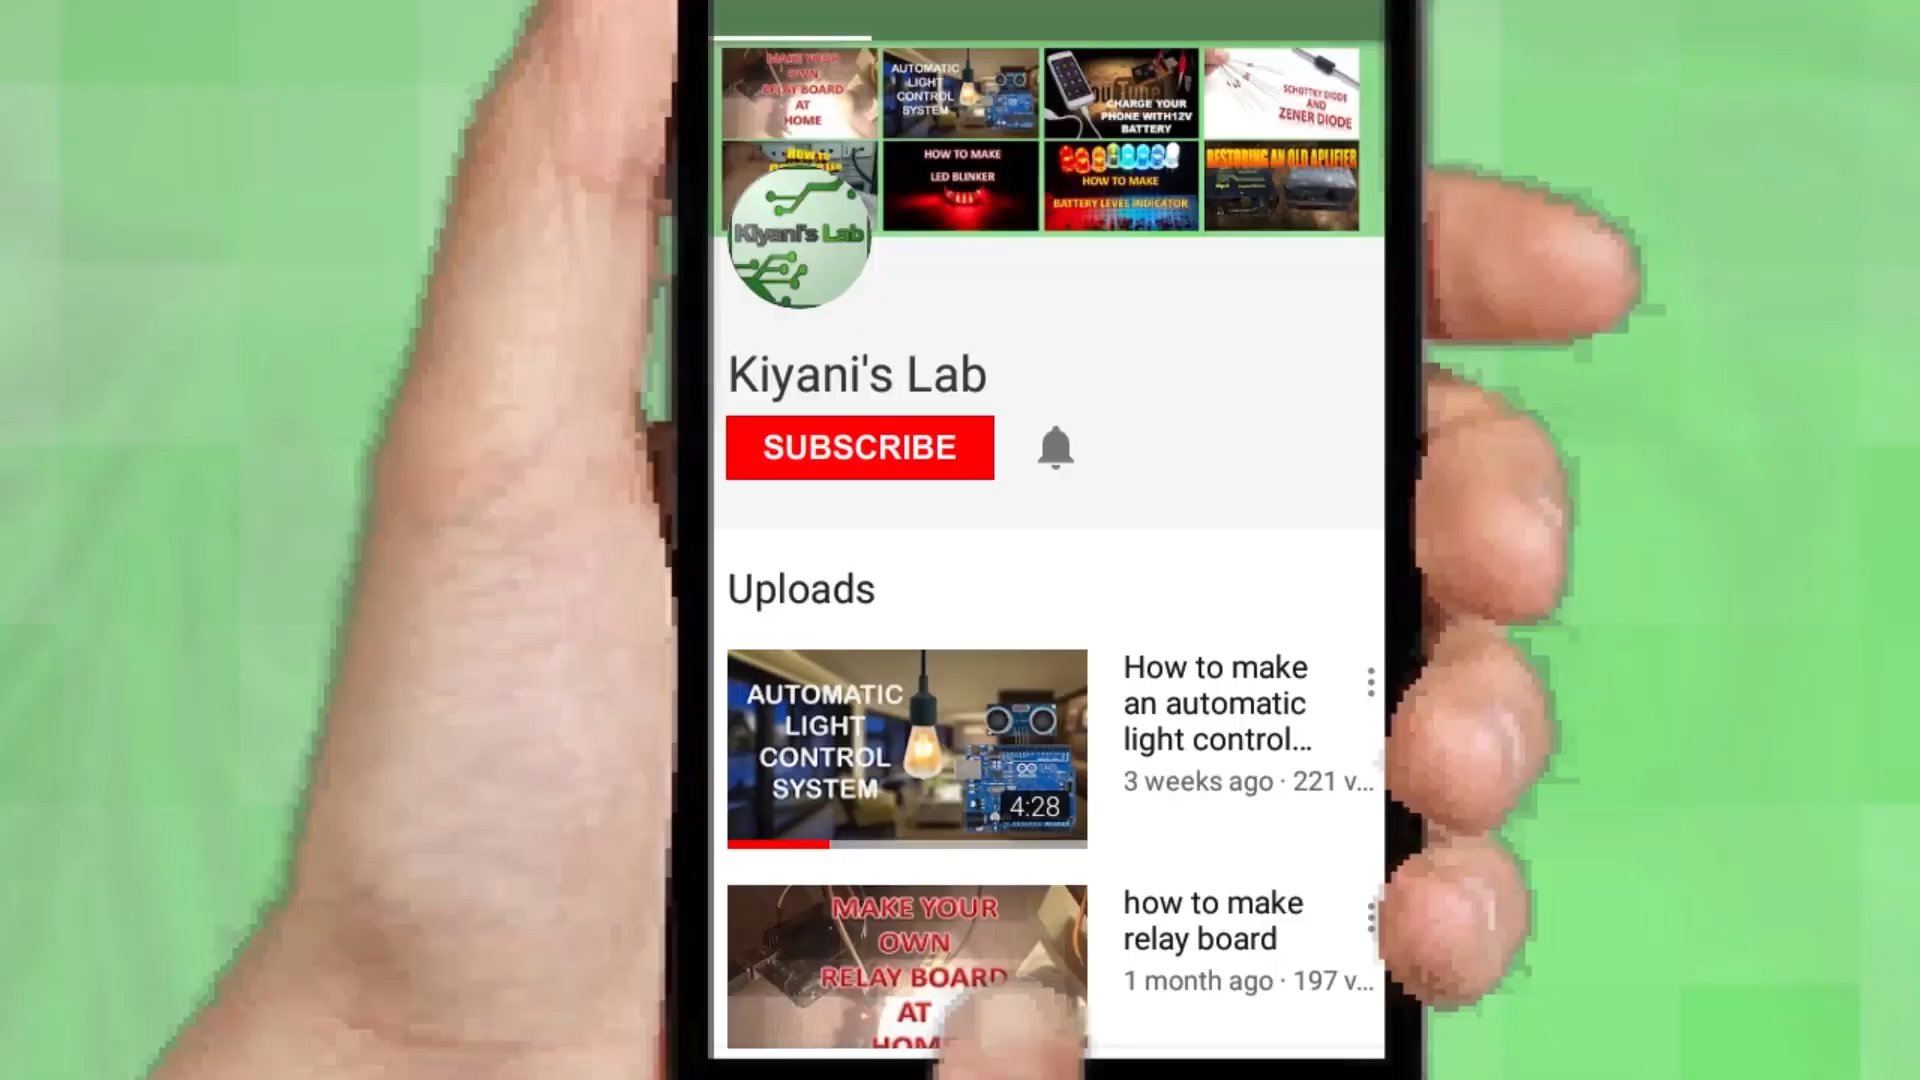 MAKE YOUR
OWN
RELAY BOARD
AT
HOME
AUTOMATIC
LIGHT
CONTROL
SYSTEM
CHARGE YOUR
PHONE WITH12V
BATTERY
SCHOTTKY DIODE
AND
ZENER DIODE
HOW TO
HOW TO MAKE
LED BLINKER
HOW TO MAKE
BATTERY LEVEL INDICATOR
RESTORING AN OLD APLIFIER
Kiyani's Lab
Kiyani's Lab
SUBSCRIBE
Uploads
AUTOMATIC
LIGHT
CONTROL
SYSTEM
4:28
How to make
an automatic
light control...
3 weeks ago · 221 v...
MAKE YOUR
OWN
RELAY BOARD
AT
HOME
how to make
relay board
1 month ago · 197 v...